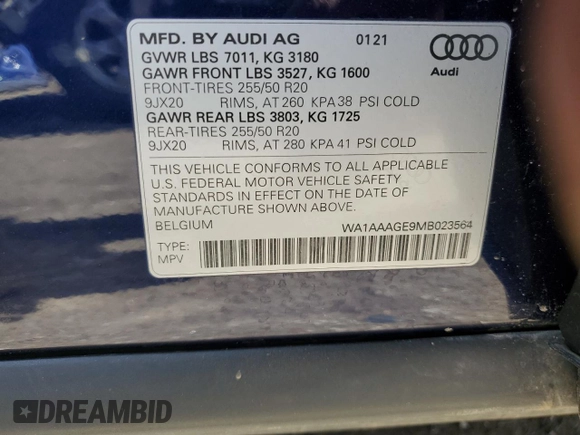 MFD. BY AUDI AG 0121
GVWR LBS 7011, KG 3180
GAWR FRONT LBS 3527, KG 1600
FRONT-TIRES 255/50 R20
9JX20 RIMS, AT 260 KPA 38 PSI COLD
GAWR REAR LBS 3803, KG 1725
REAR-TIRES 255/50 R20
9JX20 RIMS, AT 280 KPA 41 PSI COLD
Audi
THIS VEHICLE CONFORMS TO ALL APPLICABLE
U.S. FEDERAL MOTOR VEHICLE SAFETY
STANDARDS IN EFFECT ON THE DATE OF
MANUFACTURE SHOWN ABOVE.
BELGIUM WA1AAAGE9MB023564
TYPE:
MPV
DREAMBID